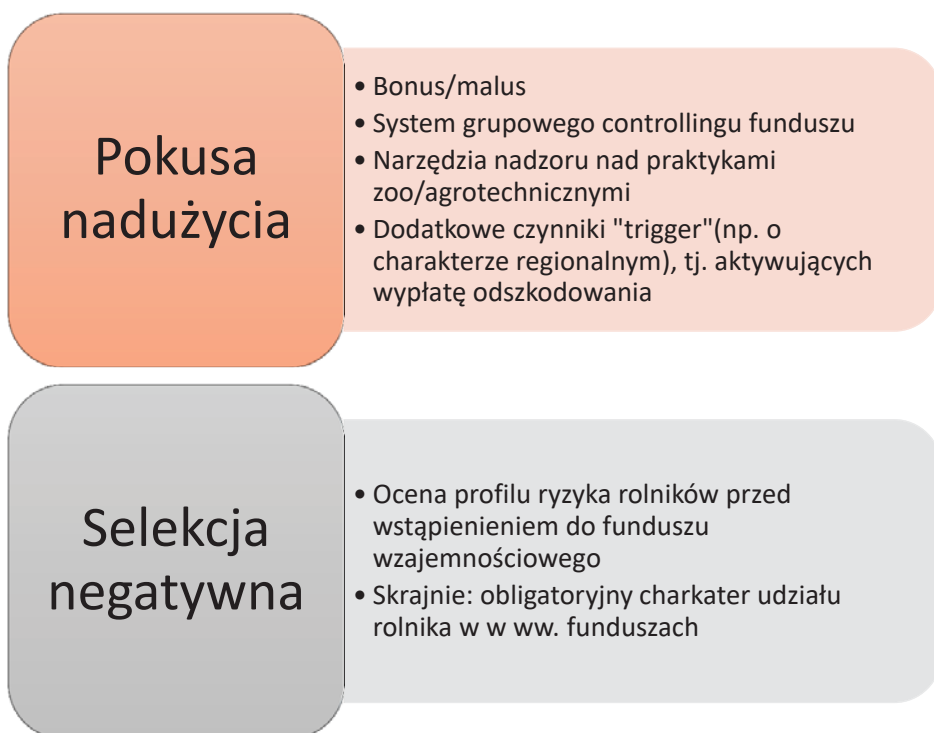 Pokusa
nadużycia
• Bonus/malus
• System grupowego controllingu funduszu
• Narzędzia nadzoru nad praktykami
zoo/agrotechnicznymi
• Dodatkowe czynniki "trigger"(np. o
charakterze regionalnym), tj. aktywujących
wypłatę odszkodowania
Selekcja
negatywna
• Ocena profilu ryzyka rolników przed
wstąpienieniem do funduszu
wzajemnościowego
• Skrajnie: obligatoryjny charkater udziału
rolnika w w ww. funduszach